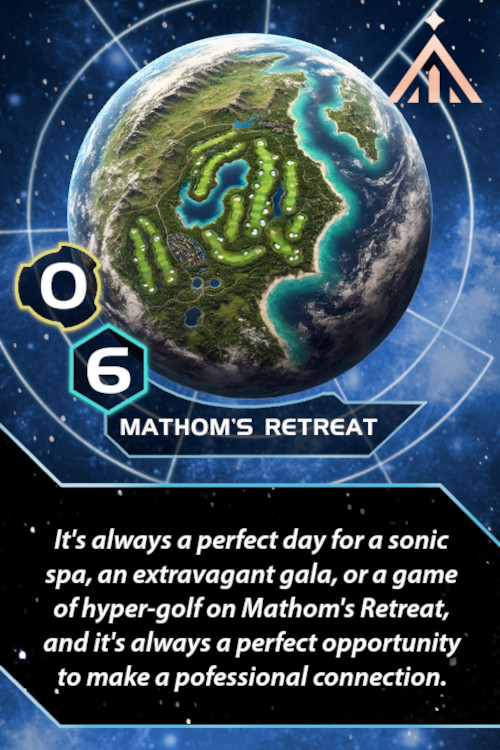 0
6
MATHOM'S RETREAT
It's always a perfect day for a sonic
spa, an extravagant gala, or a game
of hyper-golf on Mathom's Retreat,
and it's always a perfect opportunity
to make a pofessional connection.